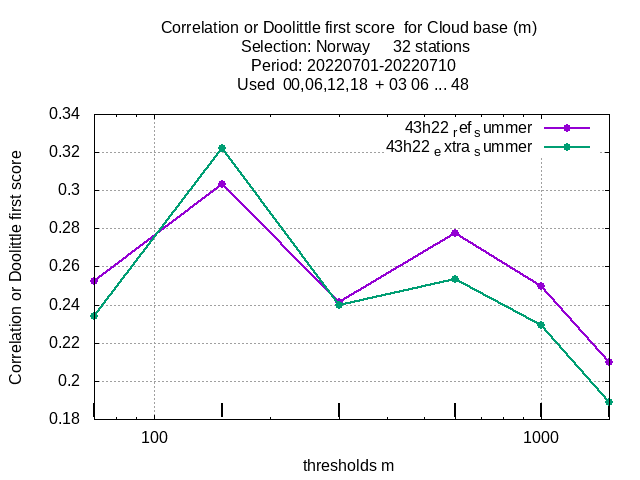 Correlation or Doolittle first score  for Cloud base (m)
Selection: Norway     32 stations
Period: 20220701-20220710
Used  00,06,12,18  + 03 06 ... 48
0.34
43h22 ref summer
0.32
43h22 extra summer
0.3
0.28
0.26
0.24
0.22
0.2
0.18
Correlation or Doolittle first score
100
1000
thresholds m